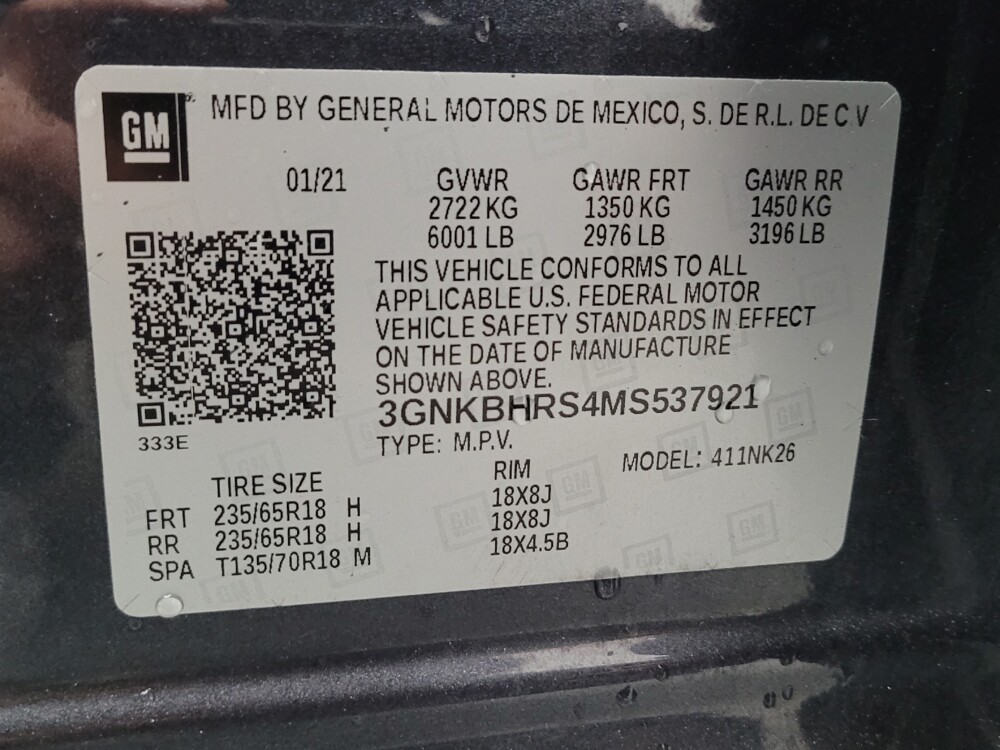 GM MFD BY GENERAL MOTORS DE MEXICO, S. DE R.L. DE C V
01/21 GVWR GAWR FRT GAWR RR
2722 KG 1350 KG 1450 KG
6001 LB 2976 LB 3196 LB
THIS VEHICLE CONFORMS TO ALL
APPLICABLE U.S. FEDERAL MOTOR
VEHICLE SAFETY STANDARDS IN EFFECT
ON THE DATE OF MANUFACTURE
SHOWN ABOVE.
3GNKBHRS4MS537921
333E
TYPE: M.P.V. MODEL: 411NK26
TIRE SIZE RIM
FRT 235/65R18 H 18X8J
RR 235/65R18 H 18X8J
SPA T135/70R18 M 18X4.5B